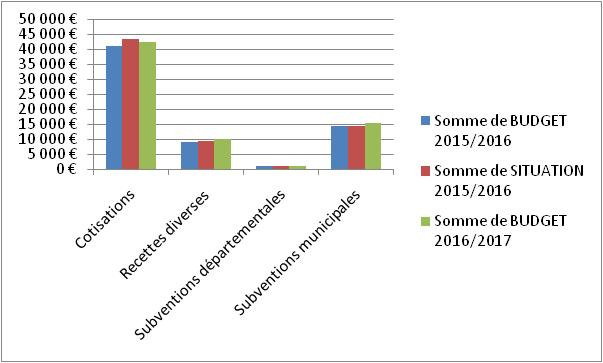 50 000 €
45 000 €
40 000 €
35 000 €
30 000 €
25 000 €
20 000 €
15 000 €
10 000 €
5 000 €
0 €
Cotisations
Recettes diverses
Subventions départementales
Subventions municipales
Somme de BUDGET
2015/2016
Somme de SITUATION
2015/2016
Somme de BUDGET
2016/2017